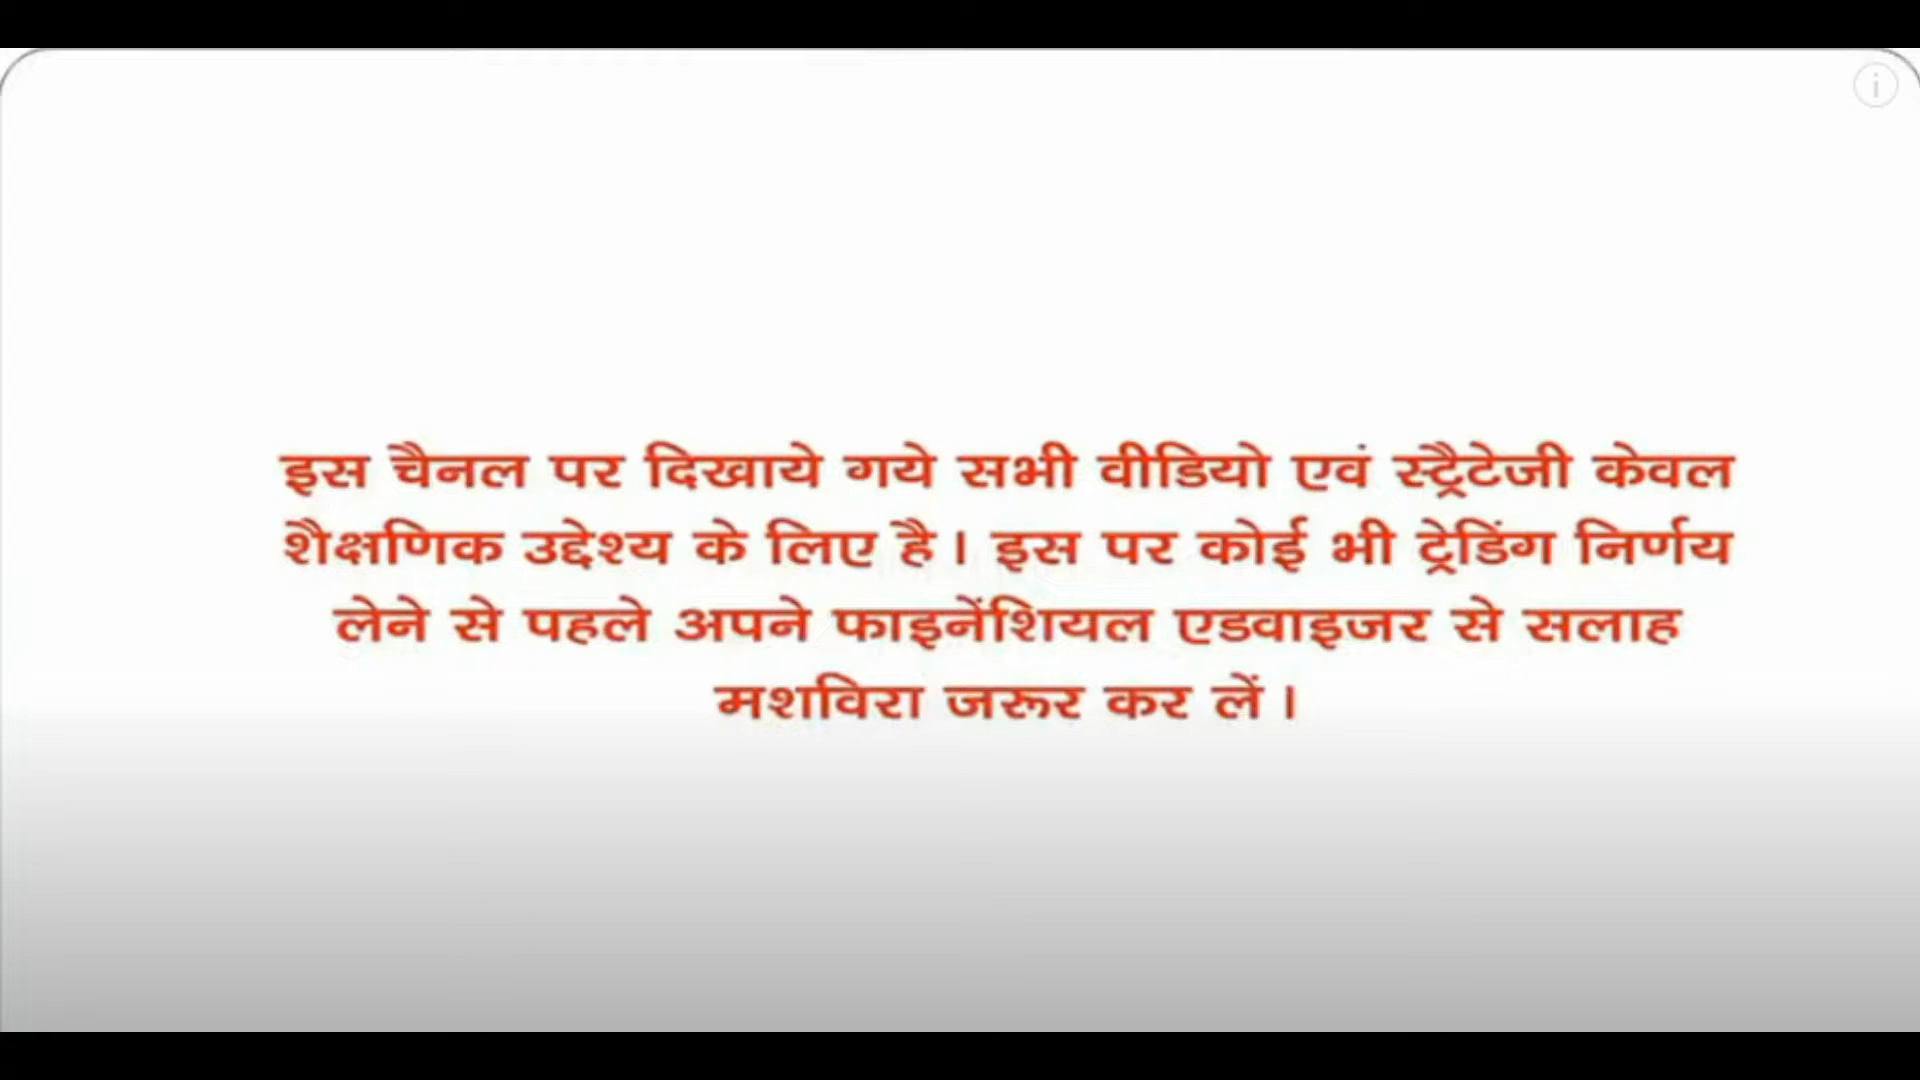 इस चैनल पर दिखाये गये सभी वीडियो एवं स्ट्रैटेजी केवल
शैक्षणिक उद्देश्य के लिए है। इस पर कोई भी ट्रेडिंग निर्णय
लेने से पहले अपने फाइनेंशियल एडवाइजर से सलाह
मशविरा जरूर कर लें।